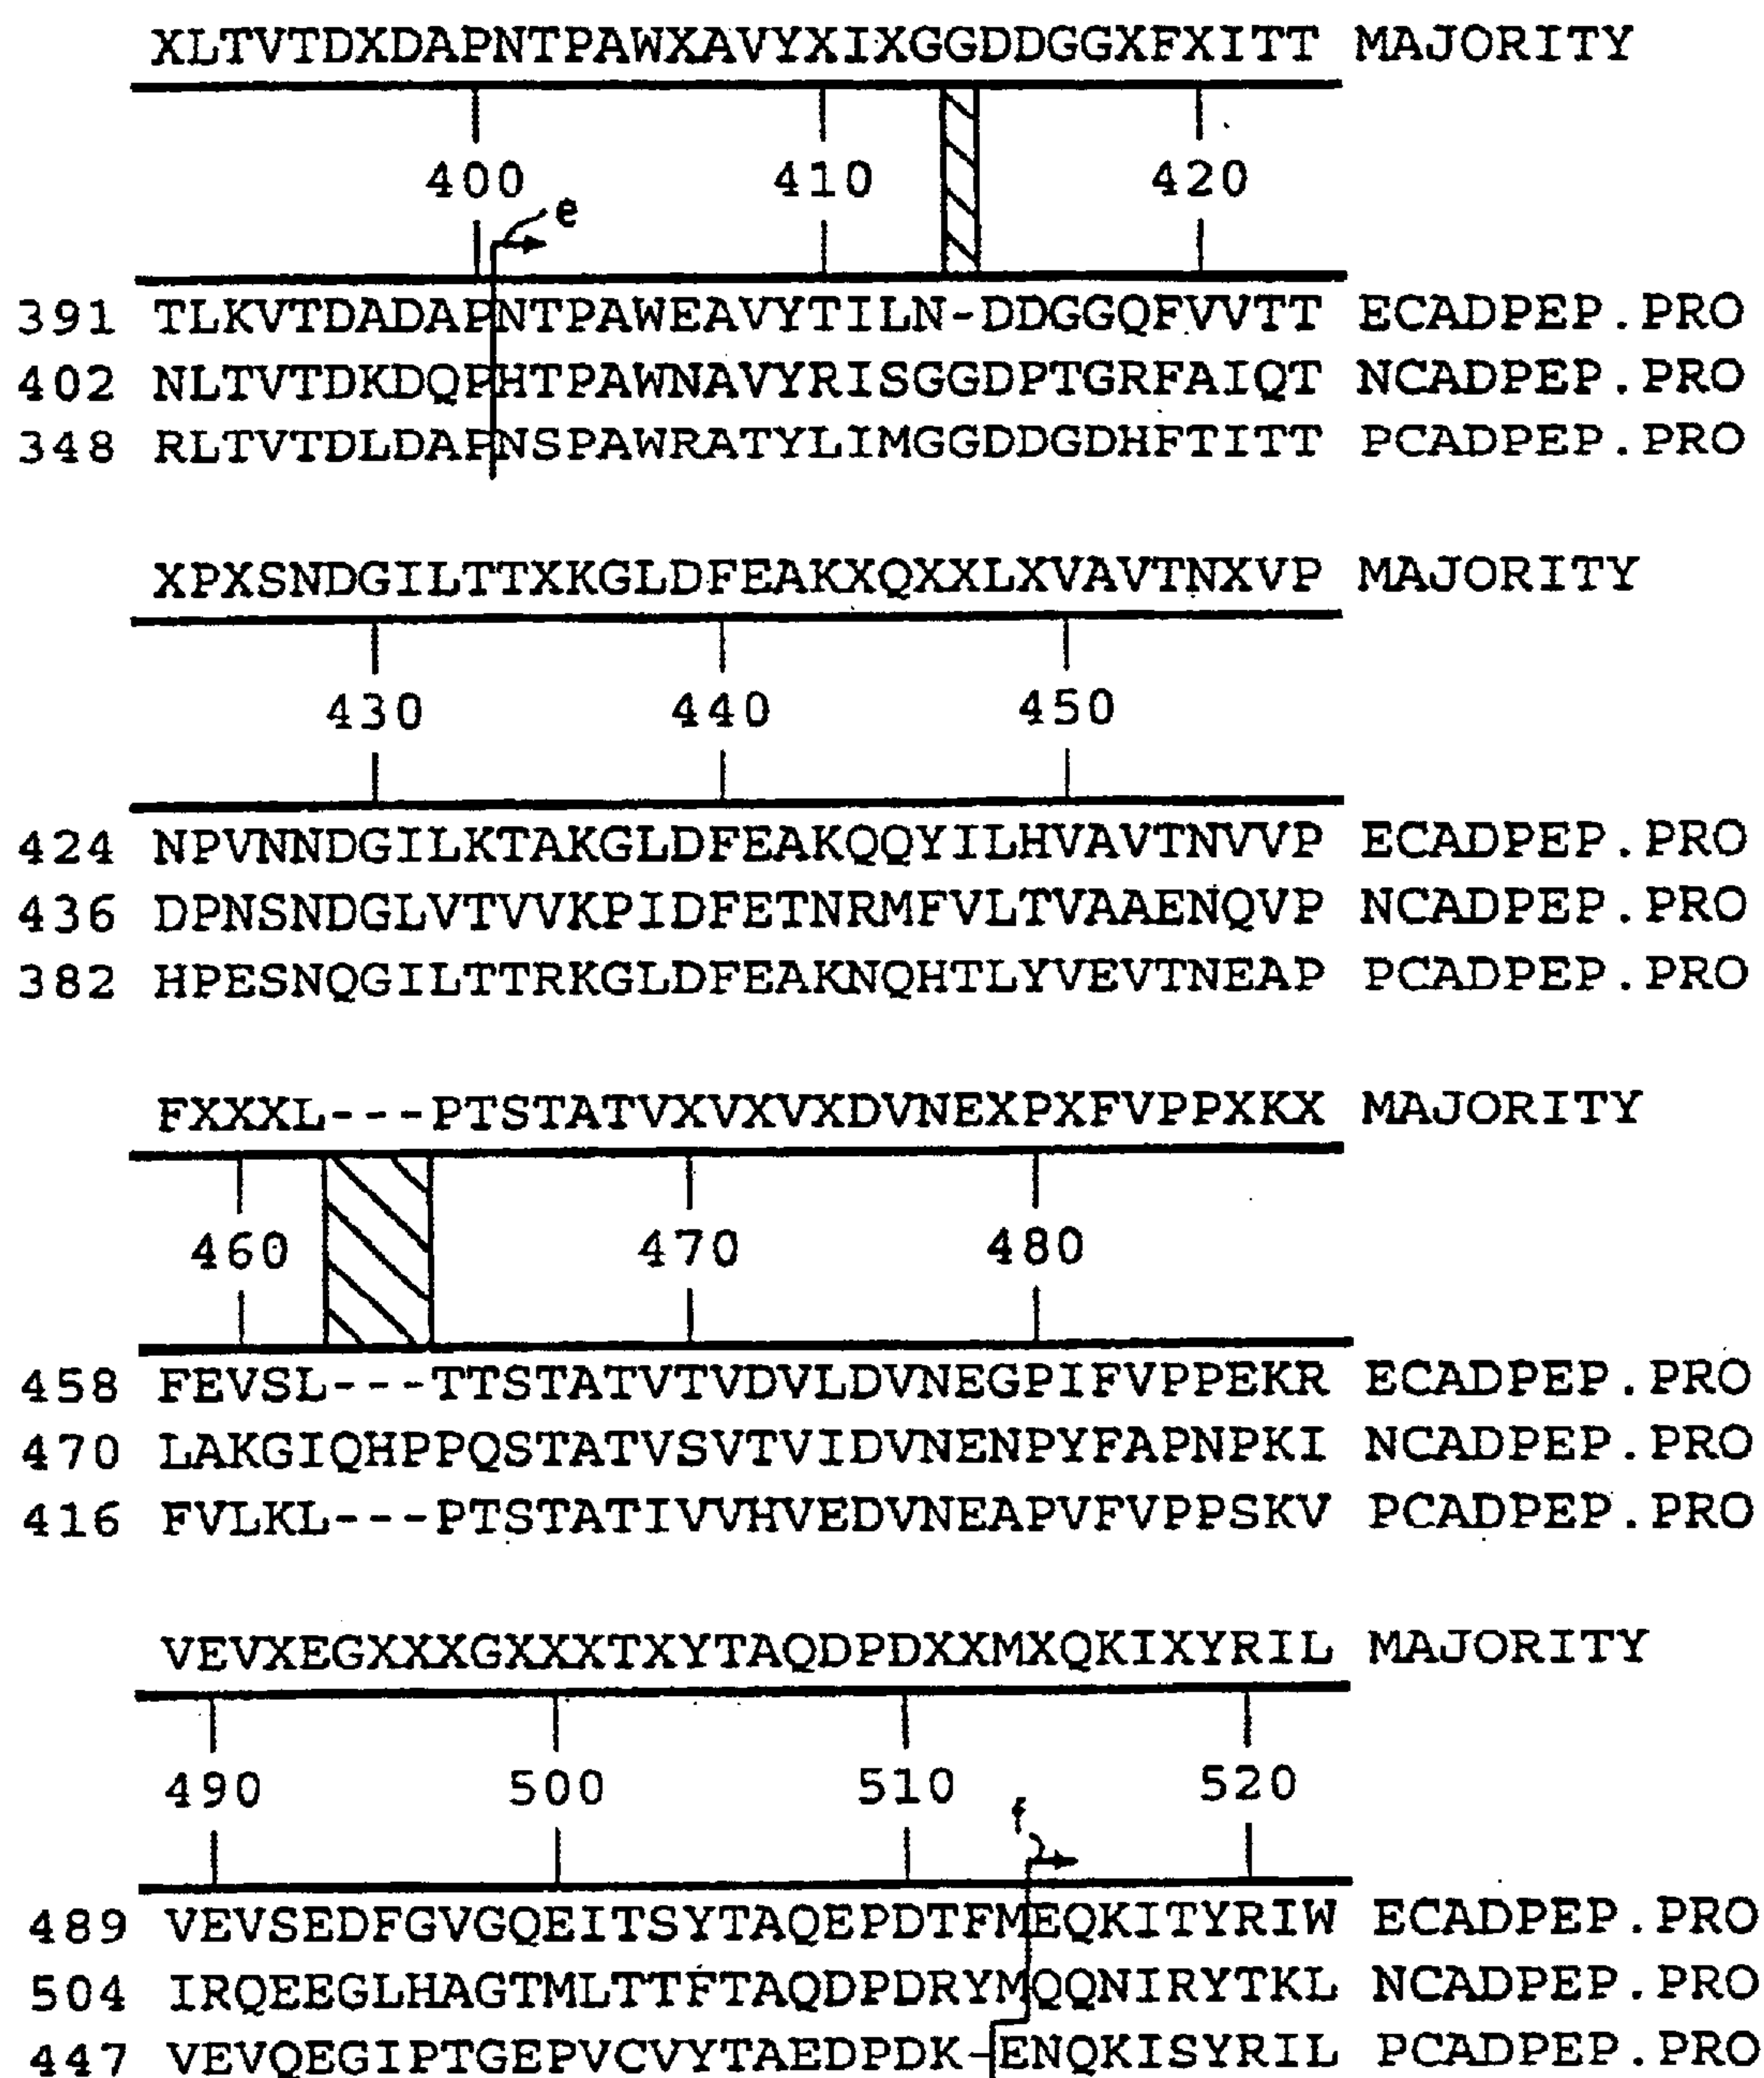 XLTVTDXDAPNTPAWXAVYXIXGGDDGGXFXITT MAJORITY
400 410 420
e
391 TLKVTDADAPNTPAWEAVYTILN-DDGGQFVVTT ECADPEP.PRO
402 NLTVTDKDQPHTPAWNAVYRISGGDPTGRFAIQT NCADPEP.PRO
348 RLTVTDLDAPNSPAWRATYLIMGGDDGDHFTITT PCADPEP.PRO
XPXSNDGILTTXKGLDFEAKXQXXLXVAVTNXVP MAJORITY
430 440 450
424 NPVNNDGILKTAKGLDFEAKQQYILHVAVTNVVP ECADPEP.PRO
436 DPNSNDGLVTVVKPIDFETNRMFVLTVAAENQVP NCADPEP.PRO
382 HPESNQGILTTRKGLDFEAKNQHTLYVEVTNEAP PCADPEP.PRO
FXXXL---PTSTATVXVXVXDVNEXPXFVPPXKX MAJORITY
460 470 480
458 FEVSL---TTSTATVTVDVLDVNEGPIFVPPEKR ECADPEP.PRO
470 LAKGIQHPPQSTATVSVTVIDVNENPYFAPNPKI NCADPEP.PRO
416 FVLKL---PTSTATIVVHVEDVNEAPVFVPPSKV PCADPEP.PRO
VEVXEGXXXGXXXTXYTAQDPDXXMXQKIXYRIL MAJORITY
490 500 510 520
f
489 VEVSEDFGVGQEITSYTAQEPDTFMEQKITYRIW ECADPEP.PRO
504 IRQEEGLHAGTMLTTFTAQDPDRYMQQNIRYTKL NCADPEP.PRO
447 VEVQEGIPTGEPVCVYTAEDPDK-ENQKISYRIL PCADPEP.PRO